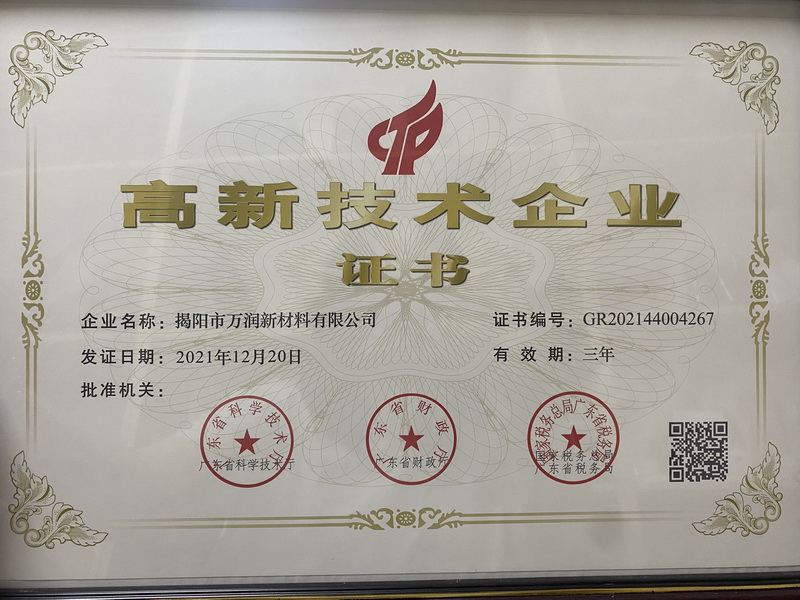 高新技术企业
证书
企业名称：揭阳市万润新材料有限公司
证书编号：GR202144004267
发证日期：2021年12月20日
有效期：三年
批准机关：
广东省科学技术厅
广东省科学技术厅
广东省财政厅
广东省财政厅
国家税务总局广东省税务局
国家税务总局
广东省税务局